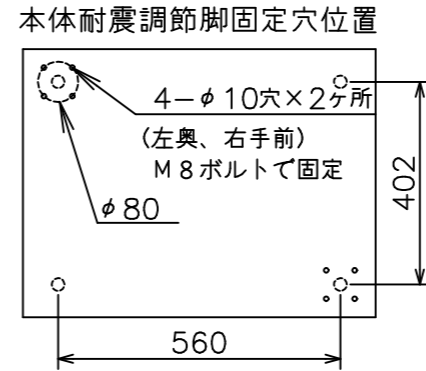 本体耐震調節脚固定穴位置
4−φ10穴×2ヶ所
(左奥、右手前)
M8ボルトで固定
φ80
402
560